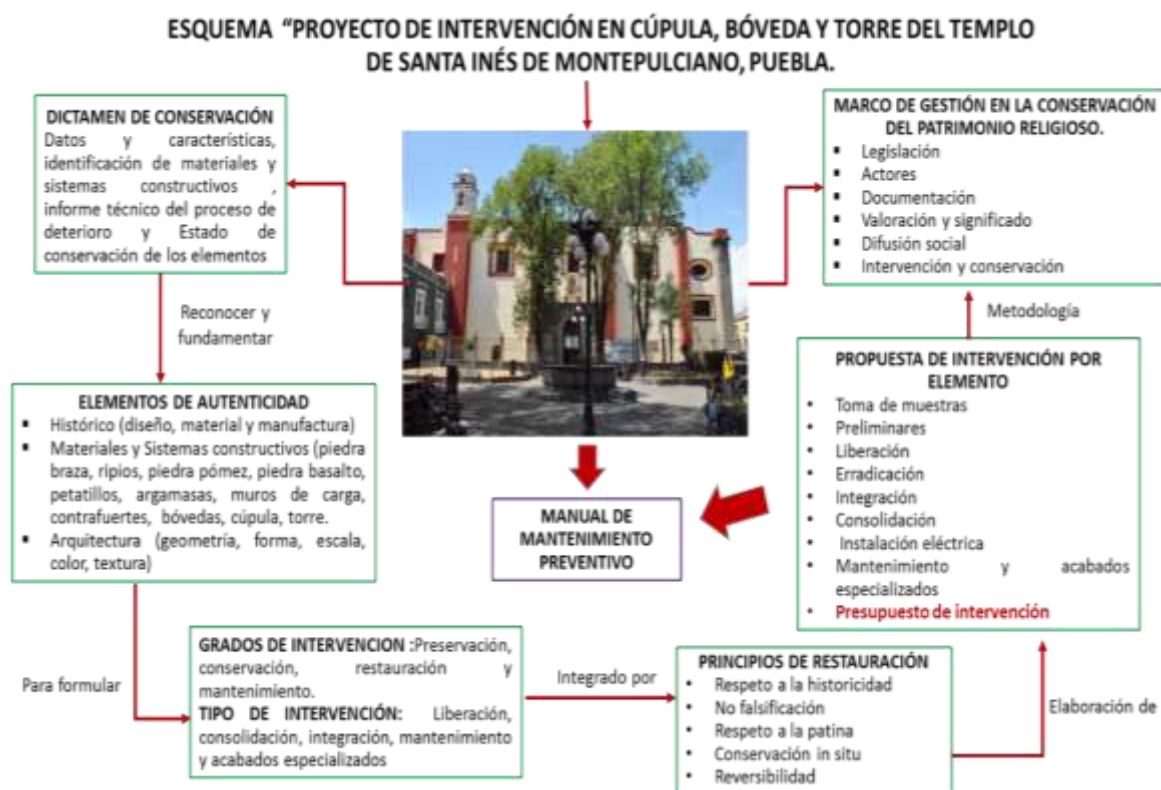 ESQUEMA “PROYECTO DE INTERVENCIÓN EN CÚPULA, BÓVEDA Y TORRE DEL TEMPLO
DE SANTA INÉS DE MONTEPULCIANO, PUEBLA.
DICTAMEN DE CONSERVACIÓN
Datos y características,
identificación de materiales y
sistemas constructivos ,
informe técnico del proceso de
deterioro y Estado de
conservación de los elementos
Reconocer y
fundamentar
ELEMENTOS DE AUTENTICIDAD
▪ Histórico (diseño, material y manufactura)
▪ Materiales y Sistemas constructivos (piedra
braza, ripios, piedra pómez, piedra basalto,
petatillos, argamasas, muros de carga,
contrafuertes, bóvedas, cúpula, torre.
▪ Arquitectura (geometría, forma, escala,
color, textura)
Para formular
GRADOS DE INTERVENCION :Preservación,
conservación, restauración y
mantenimiento.
TIPO DE INTERVENCIÓN: Liberación,
consolidación, integración, mantenimiento
y acabados especializados
Integrado por
PRINCIPIOS DE RESTAURACIÓN
• Respeto a la historicidad
• No falsificación
• Respeto a la patina
• Conservación in situ
• Reversibilidad
Elaboración de
PROPUESTA DE INTERVENCIÓN POR
ELEMENTO
• Toma de muestras
• Preliminares
• Liberación
• Erradicación
• Integración
• Consolidación
• Instalación eléctrica
• Mantenimiento y acabados
especializados
• Presupuesto de intervención
Metodología
MARCO DE GESTIÓN EN LA CONSERVACIÓN
DEL PATRIMONIO RELIGIOSO.
▪ Legislación
▪ Actores
▪ Documentación
▪ Valoración y significado
▪ Difusión social
▪ Intervención y conservación
MANUAL DE
MANTENIMIENTO
PREVENTIVO